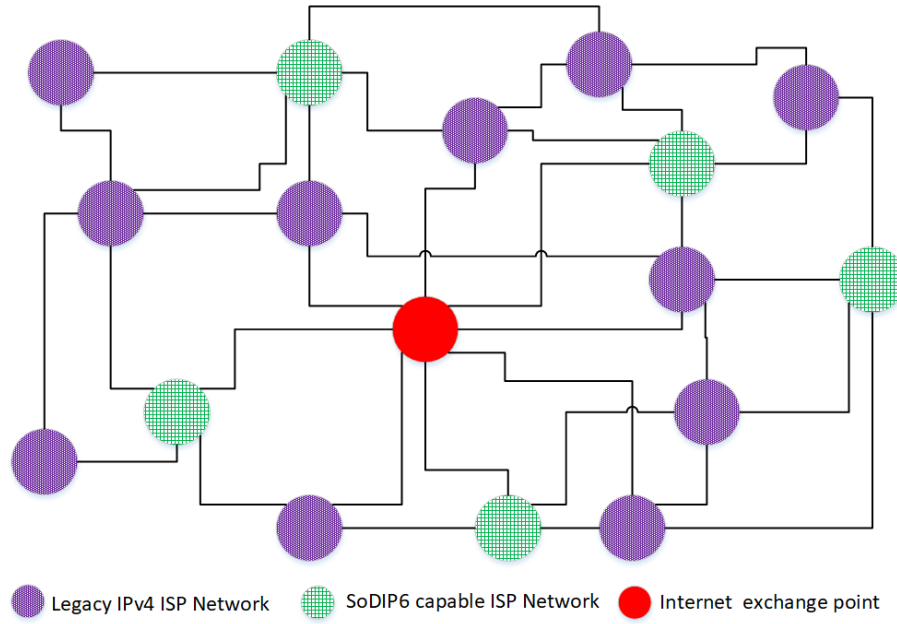 Legacy IPv4 ISP Network
SoDIP6 capable ISP Network
Internet exchange point